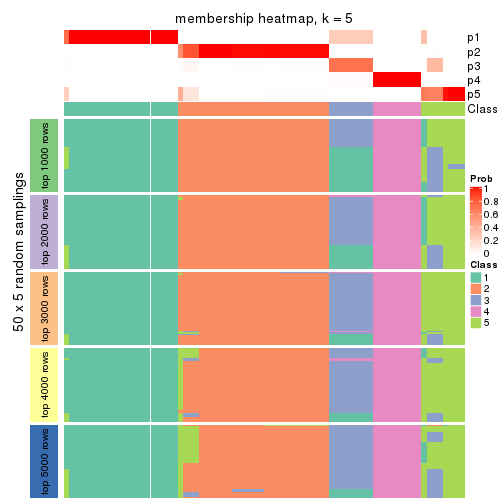 membership heatmap, k = 5
p1
p2
p3
p4
p5
Class
50 x 5 random samplings
top 1000 rows
top 2000 rows
top 3000 rows
top 4000 rows
top 5000 rows
Prob
1
0.8
0.6
0.4
0.2
0
Class
1
2
3
4
5